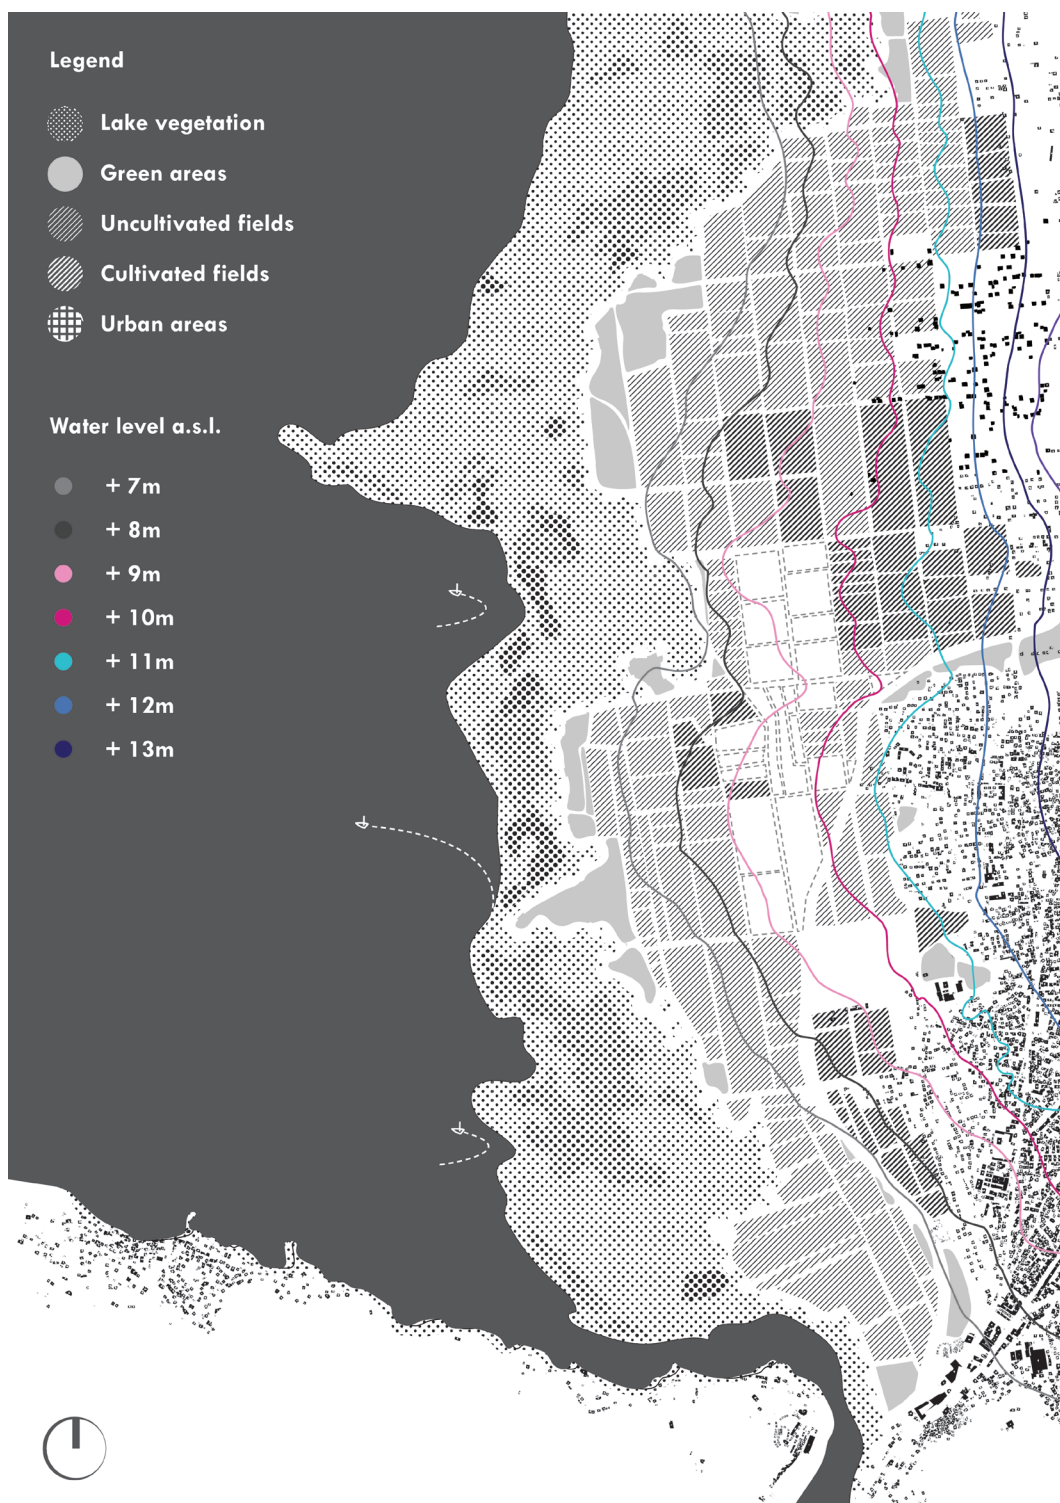 Legend
Lake vegetation
Green areas
Uncultivated fields
Cultivated fields
Urban areas
Water level a.s.l.
+ 7m
+ 8m
+ 9m
+ 10m
+ 11m
+ 12m
+ 13m